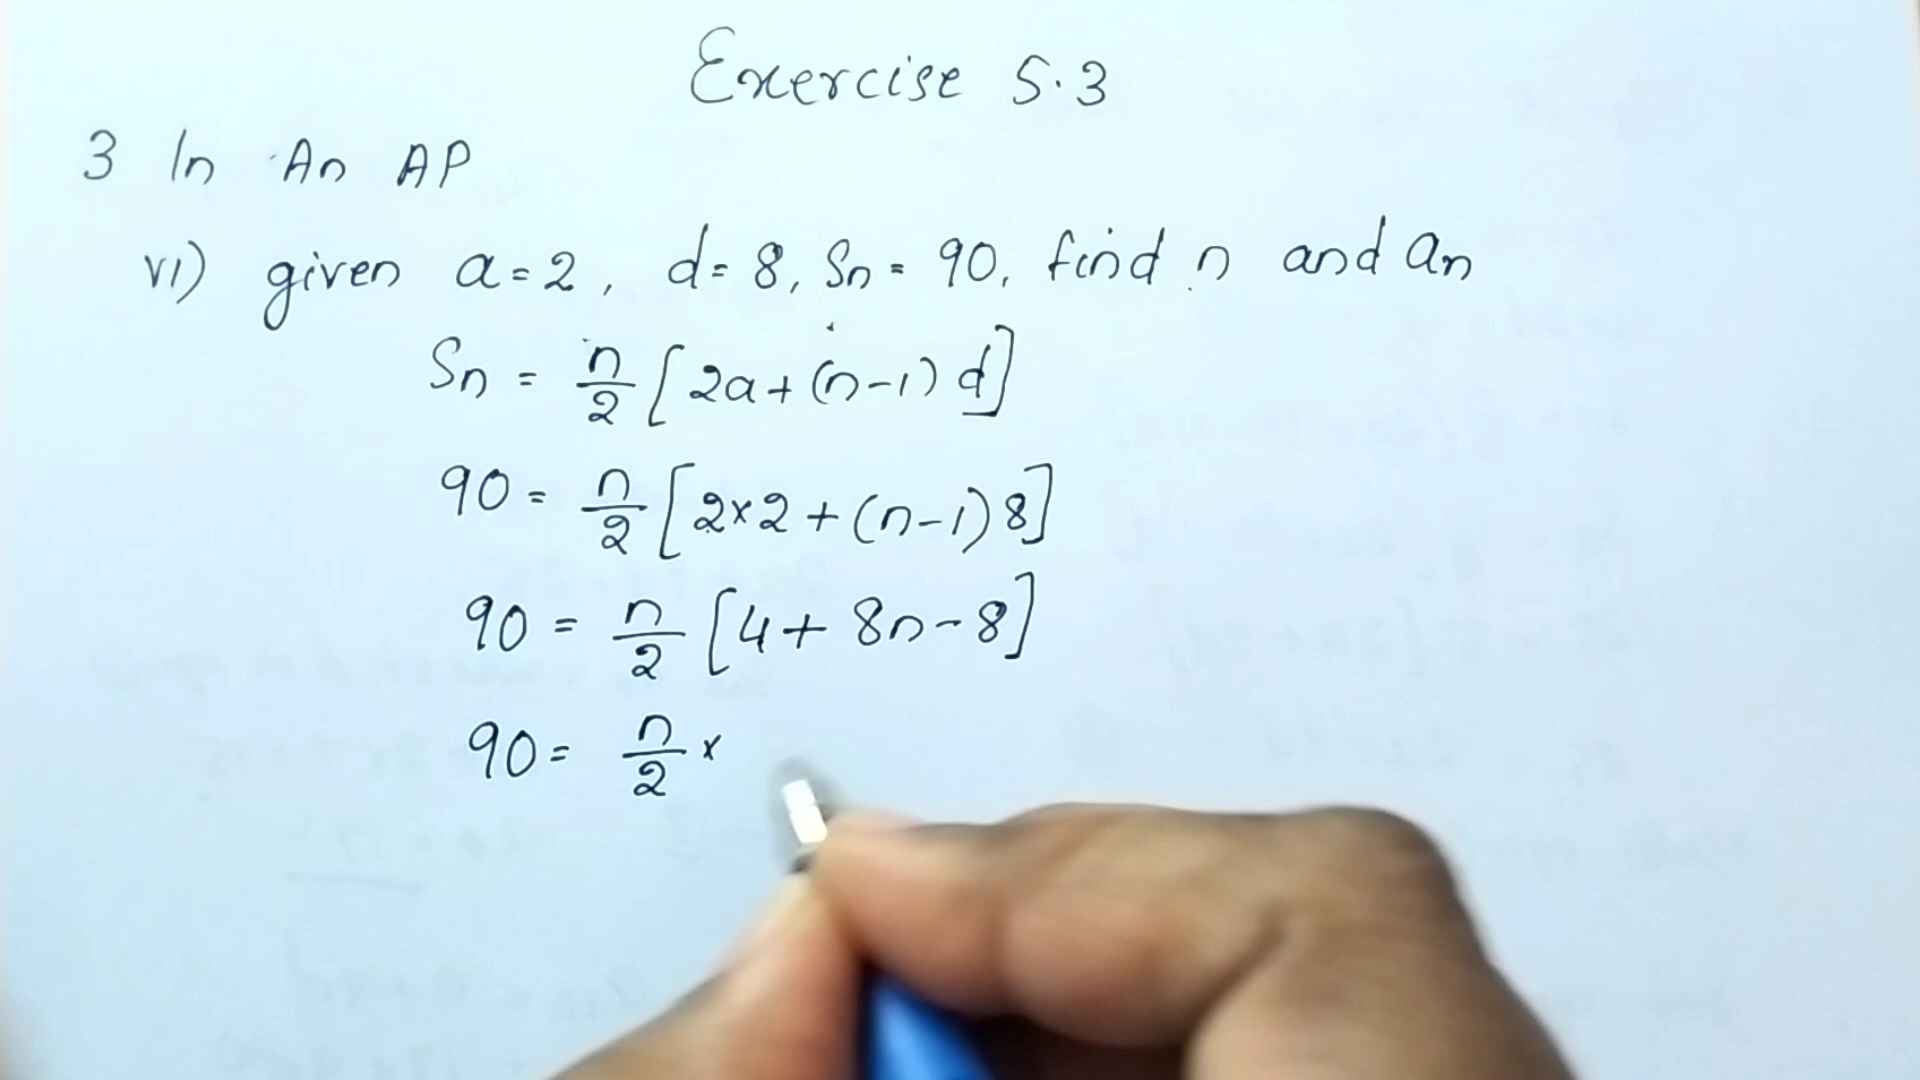 Exercise 5.3
3 In An AP
vi) given a=2, d=8, Sn = 90, find n and an
Sn = n/2 [2a+(n-1)d]
90 = n/2 [2×2+(n-1)8]
90 = n/2 [4+8n-8]
90 = n/2 ×